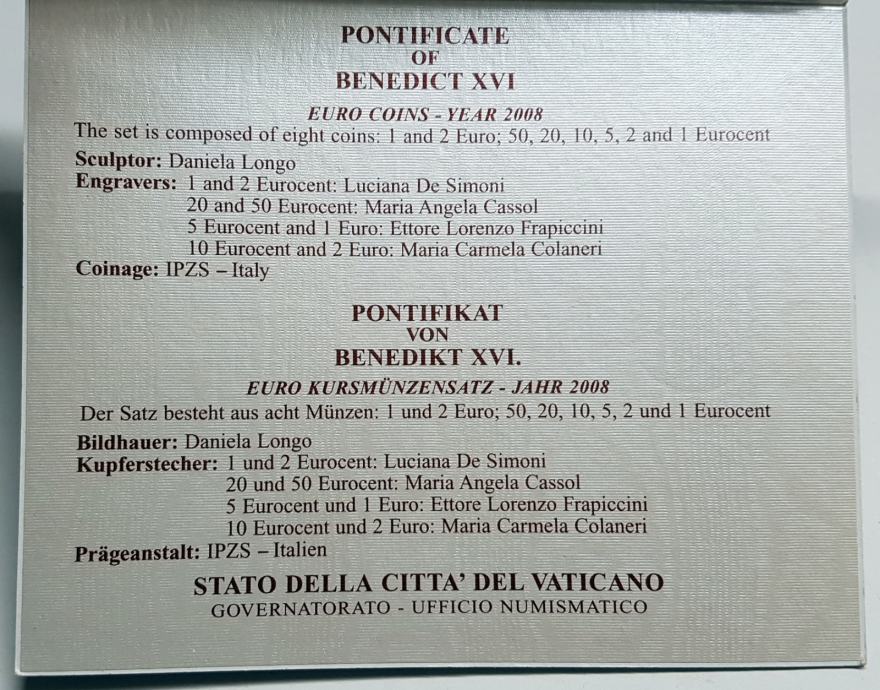 PONTIFICATE
OF
BENEDICT XVI
EURO COINS - YEAR 2008
The set is composed of eight coins: 1 and 2 Euro; 50, 20, 10, 5, 2 and 1 Eurocent
Sculptor: Daniela Longo
Engravers: 1 and 2 Eurocent: Luciana De Simoni
20 and 50 Eurocent: Maria Angela Cassol
5 Eurocent and 1 Euro: Ettore Lorenzo Frapiccini
10 Eurocent and 2 Euro: Maria Carmela Colaneri
Coinage: IPZS – Italy
PONTIFIKAT
VON
BENEDIKT XVI.
EURO KURSMÜNZENSATZ - JAHR 2008
Der Satz besteht aus acht Münzen: 1 und 2 Euro; 50, 20, 10, 5, 2 und 1 Eurocent
Bildhauer: Daniela Longo
Kupferstecher: 1 und 2 Eurocent: Luciana De Simoni
20 und 50 Eurocent: Maria Angela Cassol
5 Eurocent und 1 Euro: Ettore Lorenzo Frapiccini
10 Eurocent und 2 Euro: Maria Carmela Colaneri
Prägeanstalt: IPZS – Italien
STATO DELLA CITTA' DEL VATICANO
GOVERNATORATO - UFFICIO NUMISMATICO